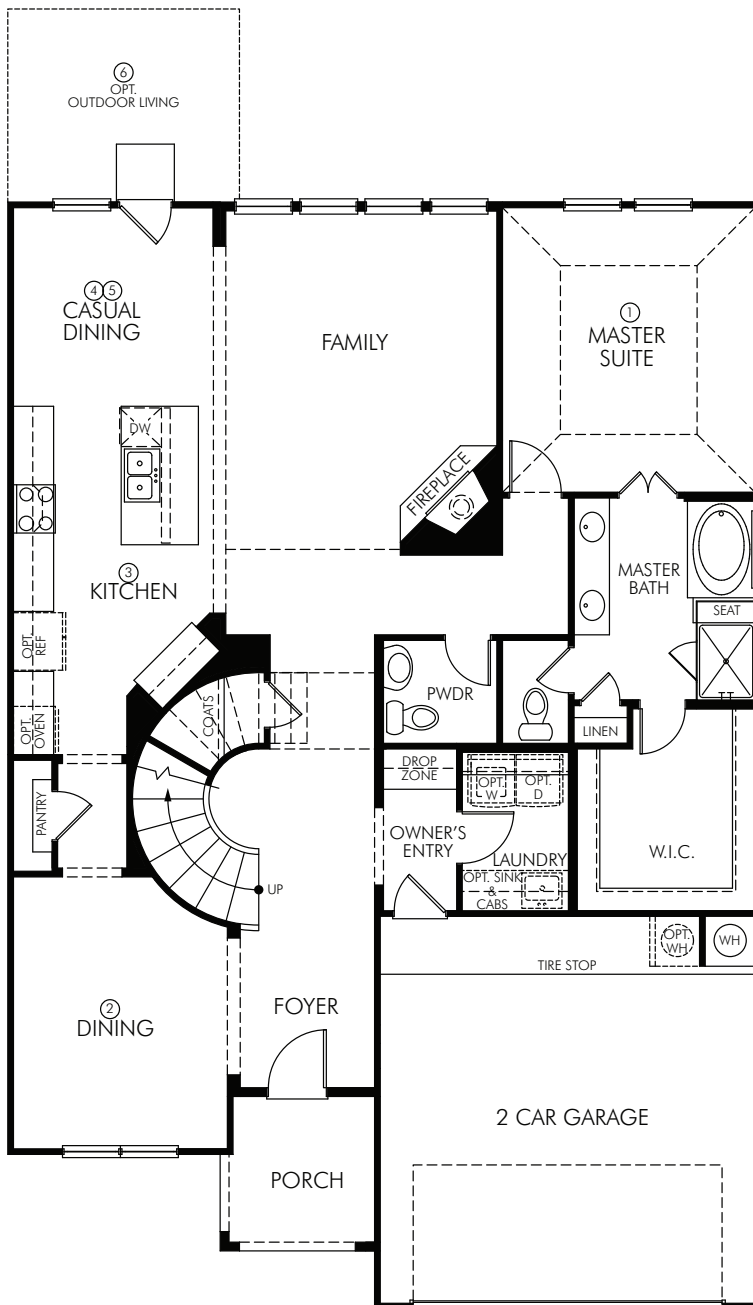 6
OPT.
OUTDOOR LIVING
4 5
CASUAL
DINING
FAMILY
1
MASTER
SUITE
DW
FIREPLACE
3
KITCHEN
MASTER
BATH
SEAT
OPT.
REF
OPT.
OVEN
COATS
PWDR
LINEN
PANTRY
DROP
ZONE
OPT.
W
OPT.
D
OWNER'S
ENTRY
LAUNDRY
OPT. SINK
&
CABS
W.I.C.
UP
OPT.
WH
WH
TIRE STOP
FOYER
2
DINING
2 CAR GARAGE
PORCH